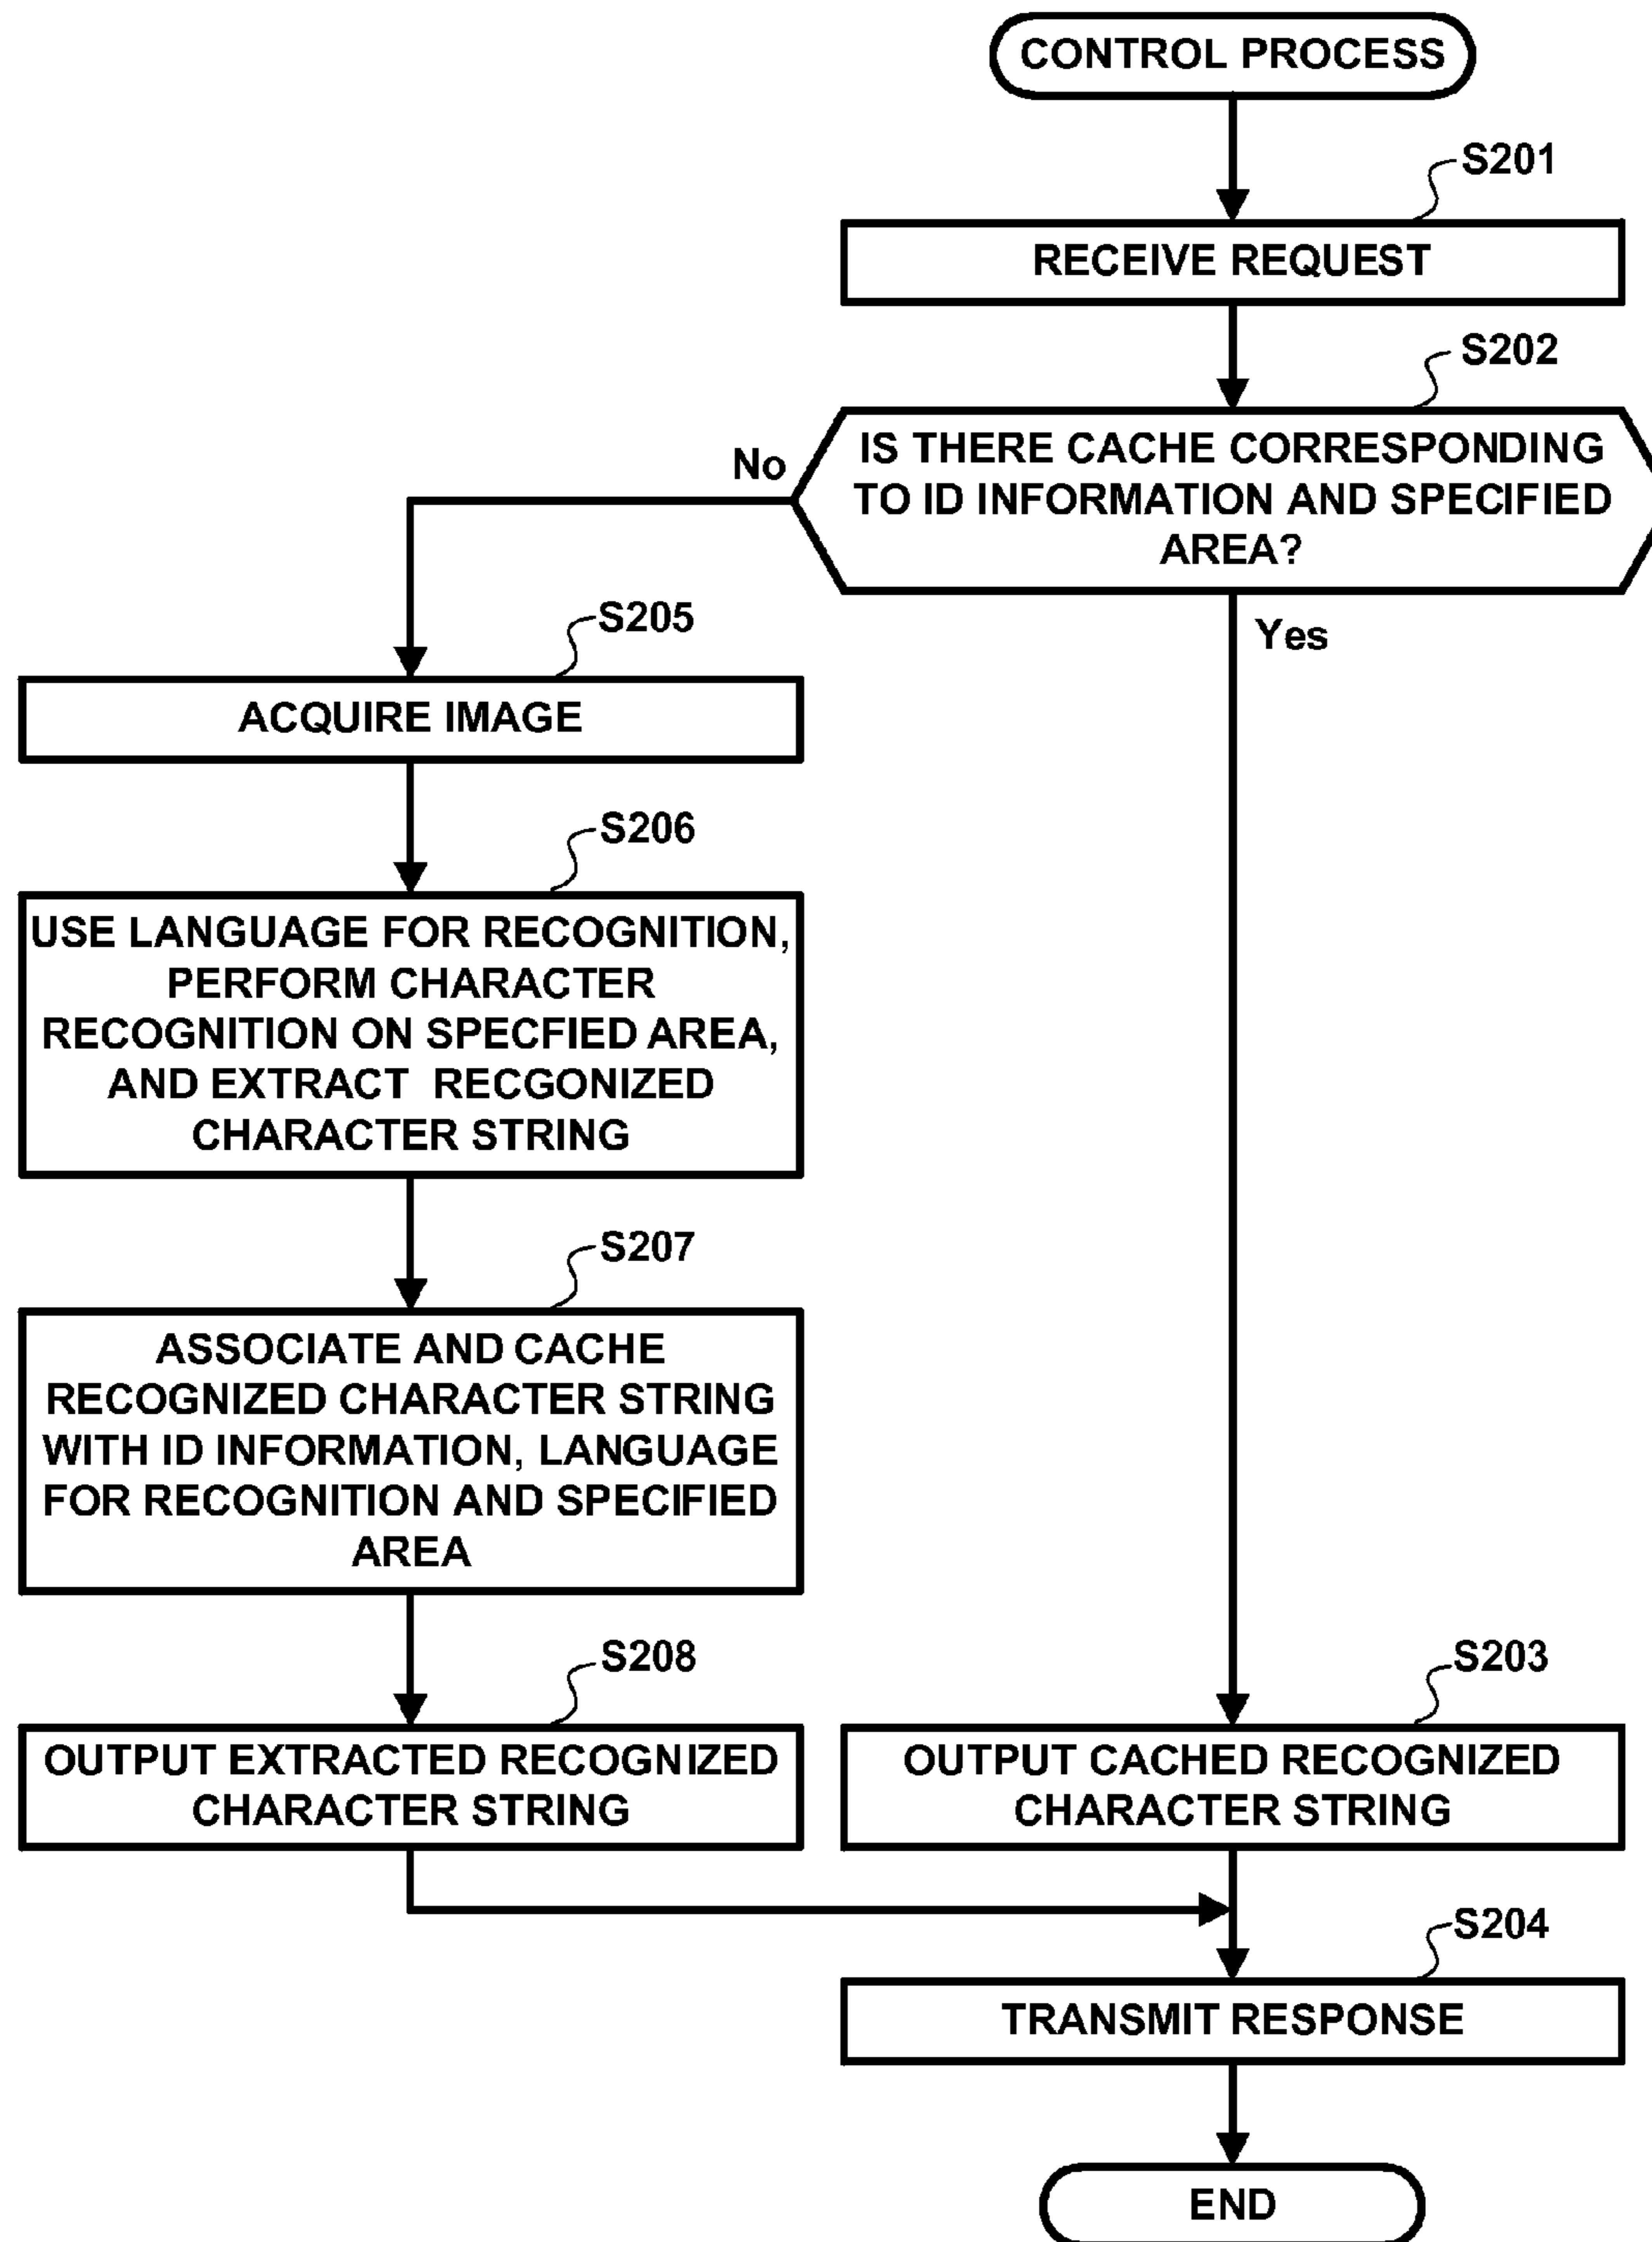 CONTROL PROCESS
S201
RECEIVE REQUEST
S202
IS THERE CACHE CORRESPONDING
TO ID INFORMATION AND SPECIFIED
AREA?
No
Yes
S205
ACQUIRE IMAGE
S206
USE LANGUAGE FOR RECOGNITION,
PERFORM CHARACTER
RECOGNITION ON SPECFIED AREA,
AND EXTRACT RECGONIZED
CHARACTER STRING
S207
ASSOCIATE AND CACHE
RECOGNIZED CHARACTER STRING
WITH ID INFORMATION, LANGUAGE
FOR RECOGNITION AND SPECIFIED
AREA
S208
OUTPUT EXTRACTED RECOGNIZED
CHARACTER STRING
S203
OUTPUT CACHED RECOGNIZED
CHARACTER STRING
S204
TRANSMIT RESPONSE
END